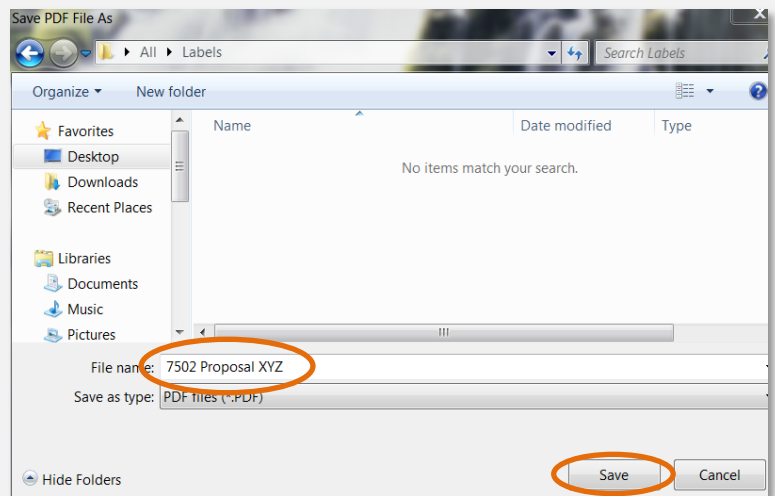 Save PDF File As
All Labels
Search Labels
Organize New folder
Favorites
Desktop
Downloads
Recent Places
Libraries
Documents
Music
Pictures
Name Date modified Type
No items match your search.
File name: 7502 Proposal XYZ
Save as type: PDF files (*.PDF)
Hide Folders
Save Cancel